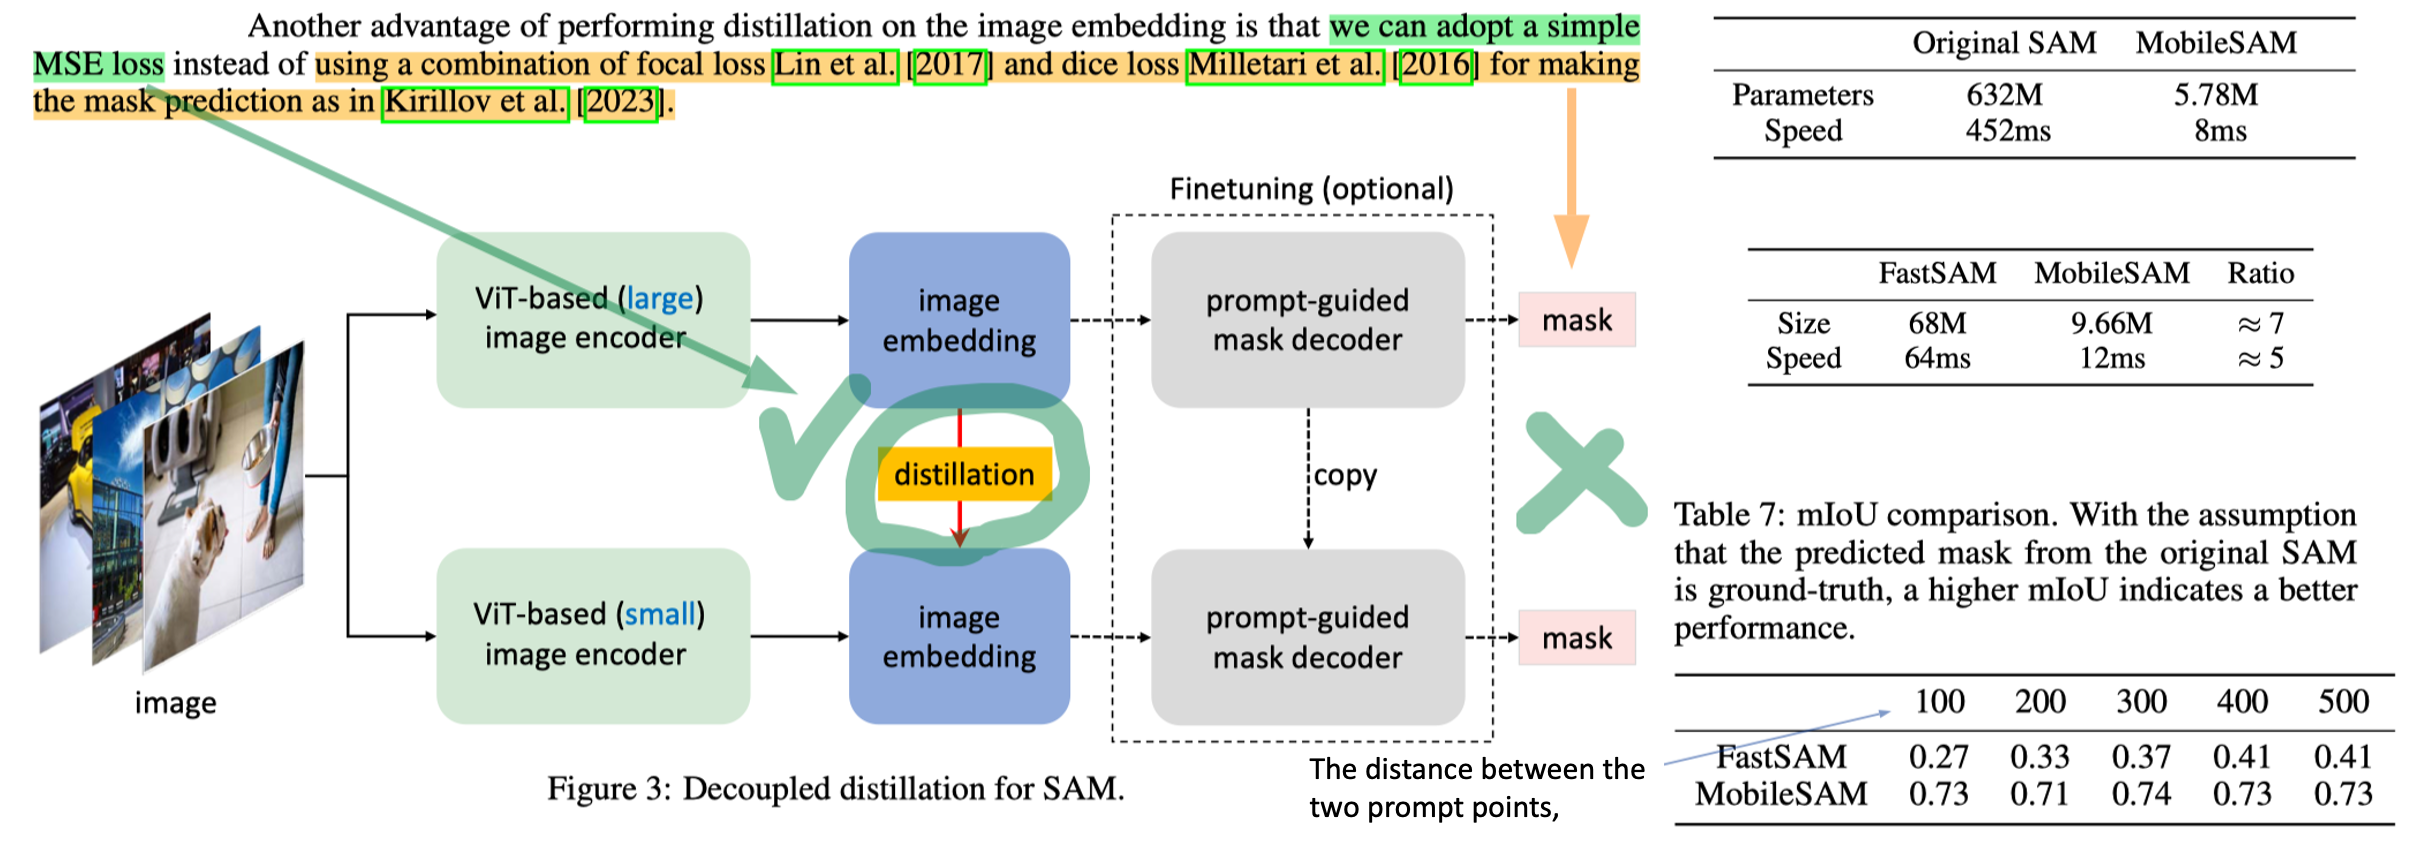 Another advantage of performing distillation on the image embedding is that we can adopt a simple
MSE loss instead of using a combination of focal loss Lin et al. [2017] and dice loss Milletari et al. [2016] for making
the mask prediction as in Kirillov et al. [2023].
Finetuning (optional)
ViT-based (large)
image encoder
image
embedding
prompt-guided
mask decoder
mask
distillation
copy
ViT-based (small)
image encoder
image
embedding
prompt-guided
mask decoder
mask
image
Figure 3: Decoupled distillation for SAM.
The distance between the
two prompt points,
Original SAM MobileSAM
Parameters 632M 5.78M
Speed 452ms 8ms
FastSAM MobileSAM Ratio
Size 68M 9.66M ≈ 7
Speed 64ms 12ms ≈ 5
Table 7: mIoU comparison. With the assumption
that the predicted mask from the original SAM
is ground-truth, a higher mIoU indicates a better
performance.
100 200 300 400 500
FastSAM 0.27 0.33 0.37 0.41 0.41
MobileSAM 0.73 0.71 0.74 0.73 0.73